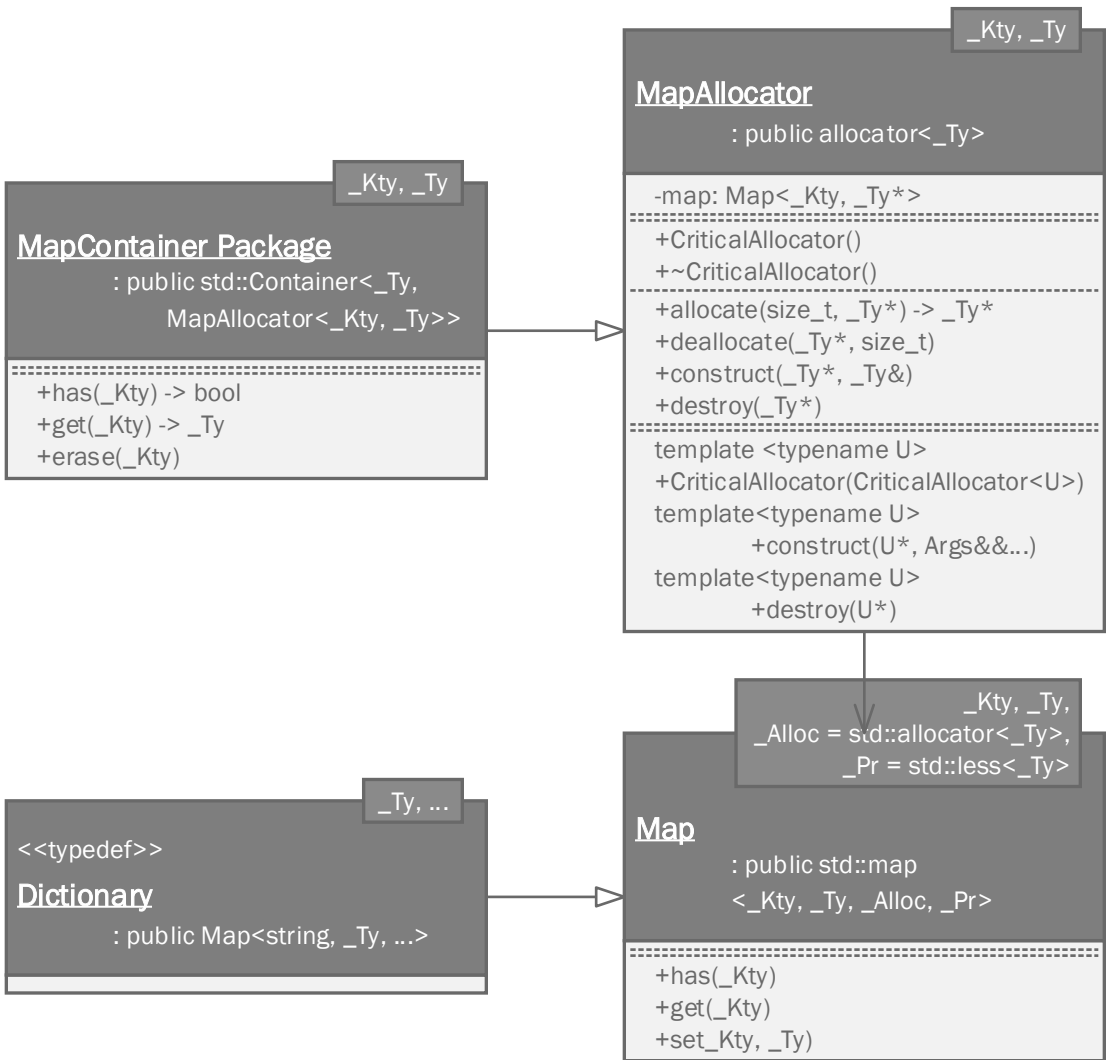 _Kty, _Ty
MapAllocator
: public allocator<_Ty>
-map: Map<_Kty, _Ty*>
+CriticalAllocator()
+~CriticalAllocator()
+allocate(size_t, _Ty*) -> _Ty*
+deallocate(_Ty*, size_t)
+construct(_Ty*, _Ty&)
+destroy(_Ty*)
template <typename U>
+CriticalAllocator(CriticalAllocator<U>)
template<typename U>
+construct(U*, Args&&...)
template<typename U>
+destroy(U*)
_Kty, _Ty
MapContainer Package
: public std::Container<_Ty,
MapAllocator<_Kty, _Ty>>
+has(_Kty) -> bool
+get(_Kty) -> _Ty
+erase(_Kty)
_Ty, ...
<<typedef>>
Dictionary
: public Map<string, _Ty, ...>
_Kty, _Ty,
_Alloc = std::allocator<_Ty>,
_Pr = std::less<_Ty>
Map
: public std::map
<_Kty, _Ty, _Alloc, _Pr>
+has(_Kty)
+get(_Kty)
+set_Kty, _Ty)